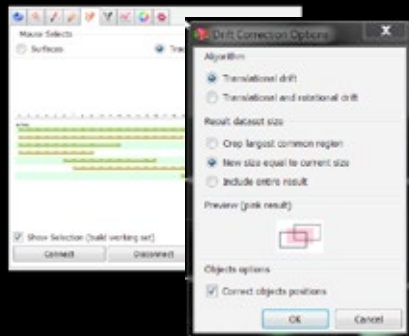 Mouse Selects
Surfaces
Show Selection (build working set)
Connect
Disconnect
Drift Correction Options
X
Algorithm
Translational drift
Translational and rotational drift
Result dataset size
Crop largest common region
New size equal to current size
Include entire result
Preview (pink result)
Objects options
Correct objects positions
OK
Cancel